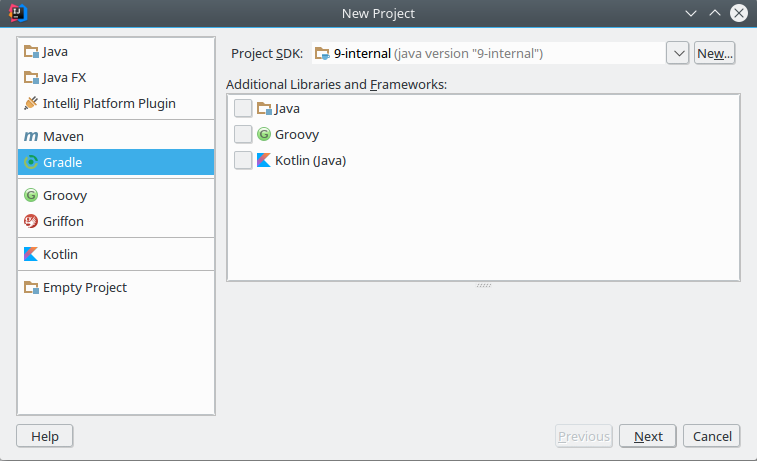 New Project
Java
Java FX
IntelliJ Platform Plugin
Maven
Gradle
Groovy
Griffon
Kotlin
Empty Project
Project SDK: 9-internal (java version "9-internal") New...
Additional Libraries and Frameworks:
Java
Groovy
Kotlin (Java)
Help Previous Next Cancel